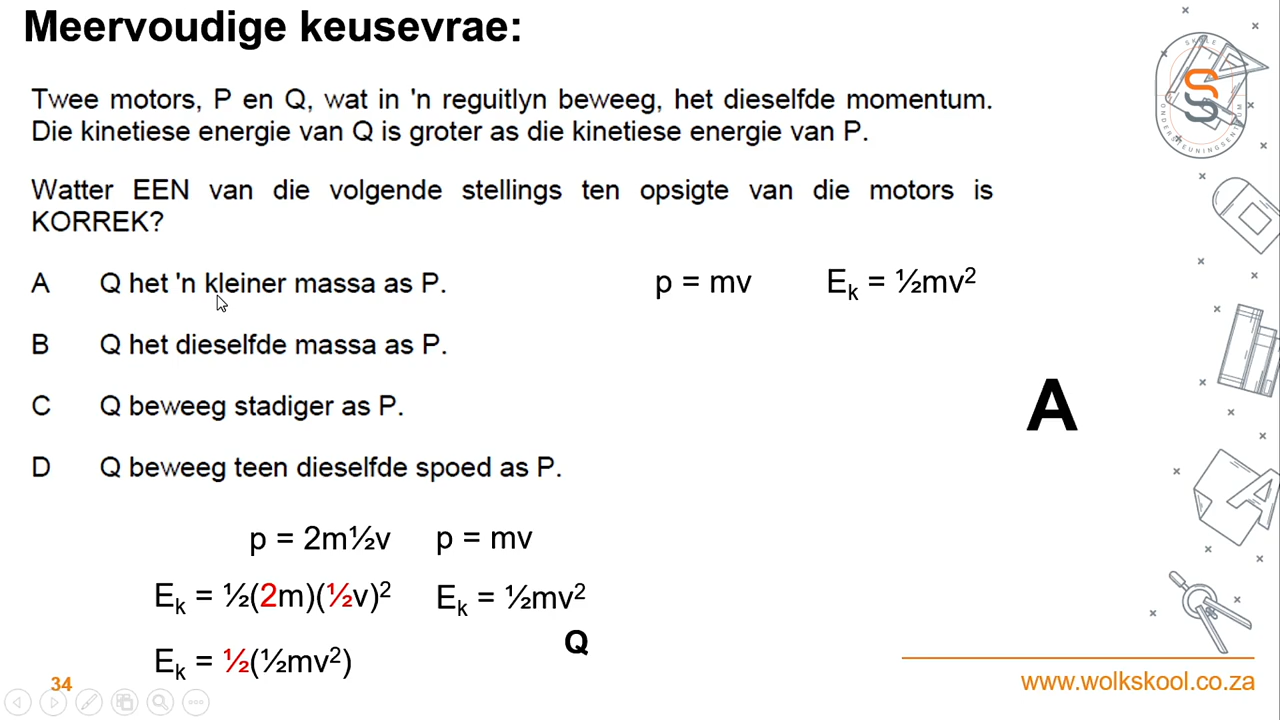 Meervoudige keusevrae:
Twee motors, P en Q, wat in 'n reguitlyn beweeg, het dieselfde momentum.
Die kinetiese energie van Q is groter as die kinetiese energie van P.
Watter EEN van die volgende stellings ten opsigte van die motors is
KORREK?
A Q het 'n kleiner massa as P. p = mv Eₖ = ½mv²
B Q het dieselfde massa as P.
C Q beweeg stadiger as P.
A
D Q beweeg teen dieselfde spoed as P.
p = 2m½v p = mv
Eₖ = ½(2m)(½v)² Eₖ = ½mv²
Q
Eₖ = ½(½mv²)
34
www.wolkskool.co.za
SKOLE
ONDERSTEUNINGSENTRUM